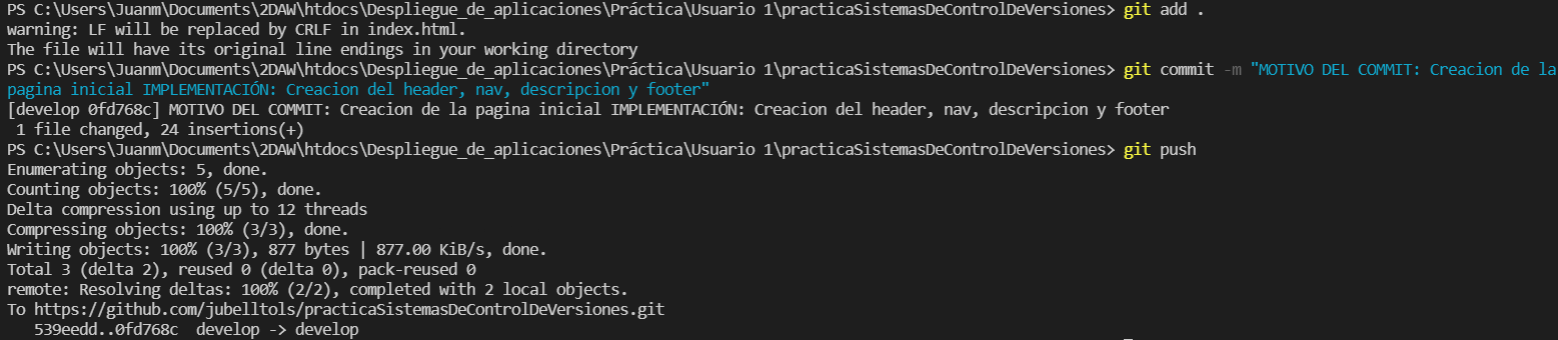 PS C:\Users\Juanm\Documents\2DAW\htdocs\Despliegue_de_aplicaciones\Práctica\Usuario 1\practicaSistemasDeControlDeVersiones> git add .
warning: LF will be replaced by CRLF in index.html.
The file will have its original line endings in your working directory
PS C:\Users\Juanm\Documents\2DAW\htdocs\Despliegue_de_aplicaciones\Práctica\Usuario 1\practicaSistemasDeControlDeVersiones> git commit -m "MOTIVO DEL COMMIT: Creacion de la
pagina inicial IMPLEMENTACIÓN: Creacion del header, nav, descripcion y footer"
[develop 0fd768c] MOTIVO DEL COMMIT: Creacion de la pagina inicial IMPLEMENTACIÓN: Creacion del header, nav, descripcion y footer
 1 file changed, 24 insertions(+)
PS C:\Users\Juanm\Documents\2DAW\htdocs\Despliegue_de_aplicaciones\Práctica\Usuario 1\practicaSistemasDeControlDeVersiones> git push
Enumerating objects: 5, done.
Counting objects: 100% (5/5), done.
Delta compression using up to 12 threads
Compressing objects: 100% (3/3), done.
Writing objects: 100% (3/3), 877 bytes | 877.00 KiB/s, done.
Total 3 (delta 2), reused 0 (delta 0), pack-reused 0
remote: Resolving deltas: 100% (2/2), completed with 2 local objects.
To https://github.com/jubelltols/practicaSistemasDeControlDeVersiones.git
   539eedd..0fd768c  develop -> develop